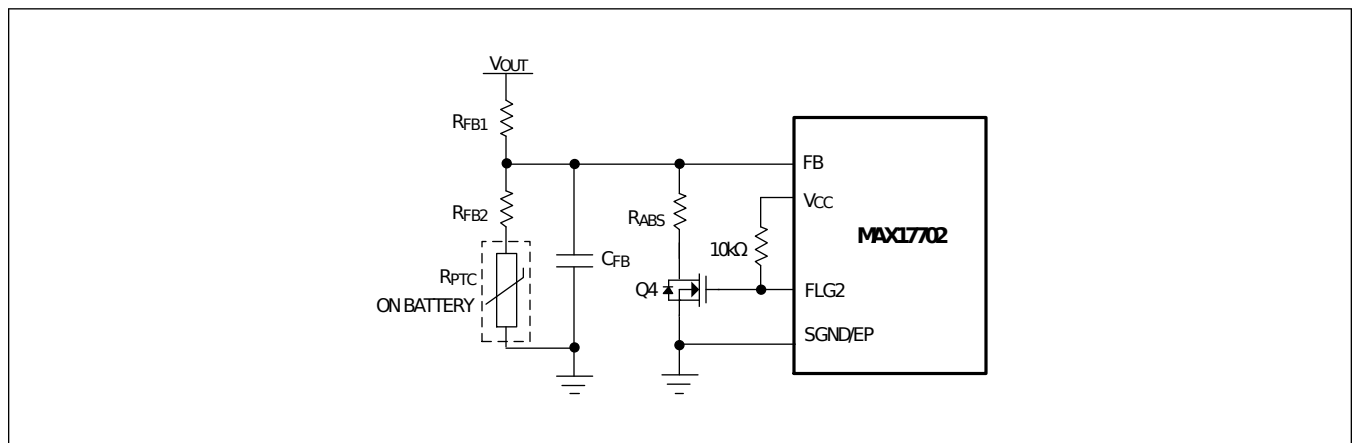 VOUT
RFB1
FB
VCC
RFB2
RABS
MAX17702
10kΩ
CFB
RPTC
ON BATTERY
Q4
FLG2
SGND/EP